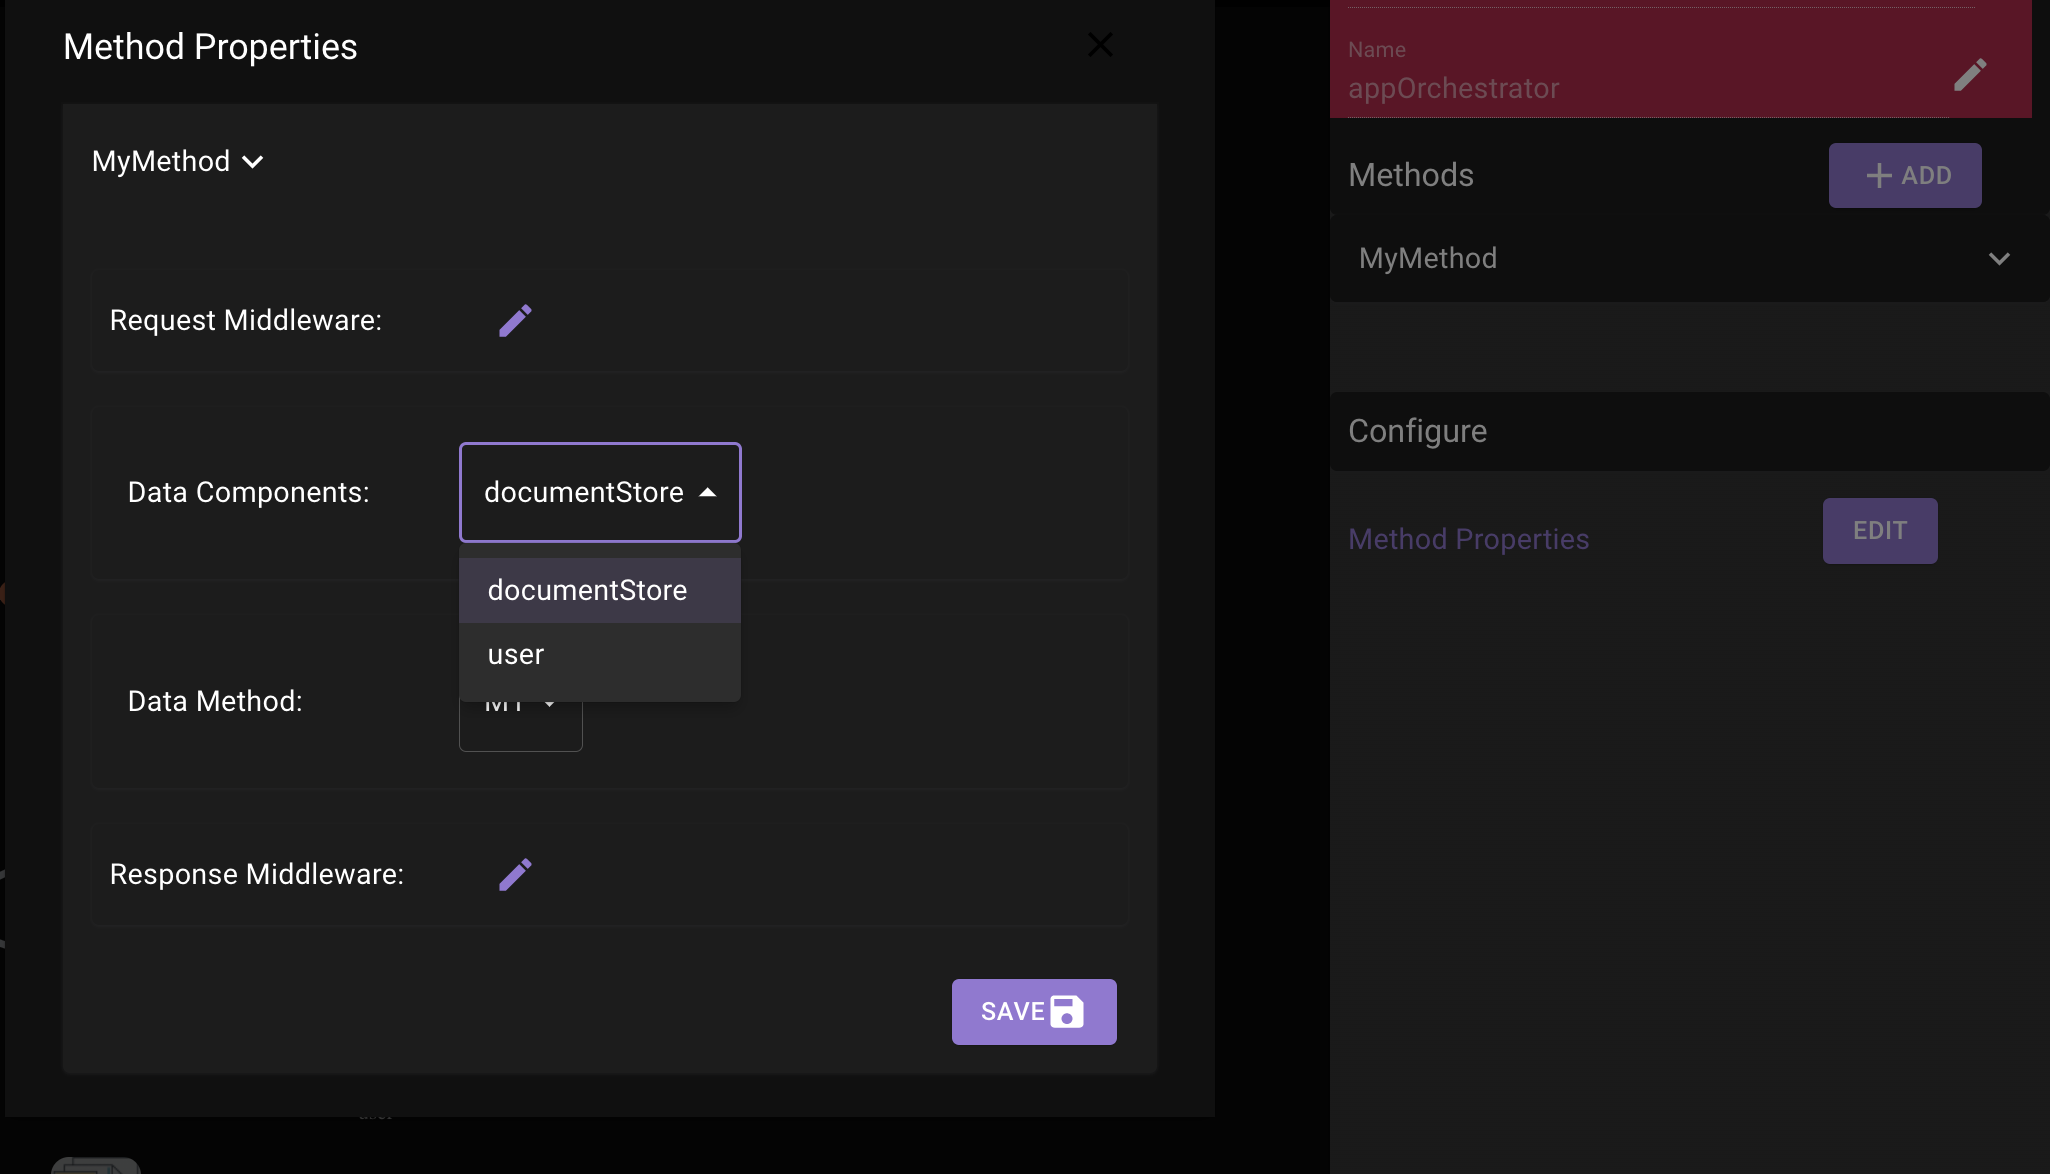 Method Properties
MyMethod
Request Middleware:
Data Components:
documentStore
documentStore
user
Data Method:
Response Middleware:
SAVE
Name
appOrchestrator
Methods
ADD
MyMethod
Configure
Method Properties
EDIT